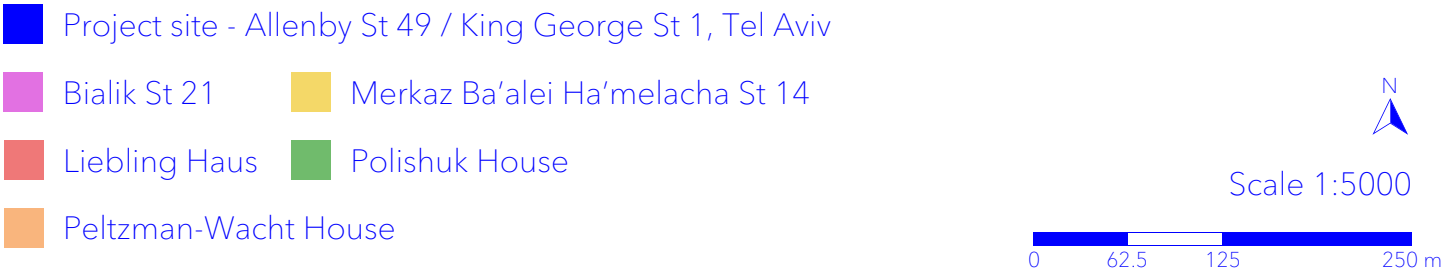 Project site - Allenby St 49 / King George St 1, Tel Aviv
Bialik St 21
Merkaz Ba’alei Ha’melacha St 14
Liebling Haus
Polishuk House
Peltzman-Wacht House
N
Scale 1:5000
0 62.5 125 250 m